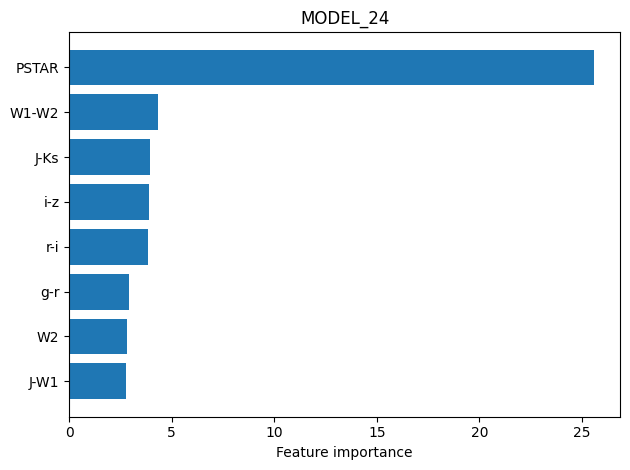 MODEL_24
PSTAR
W1-W2
J-Ks
i-z
r-i
g-r
W2
J-W1
0 5 10 15 20 25
Feature importance